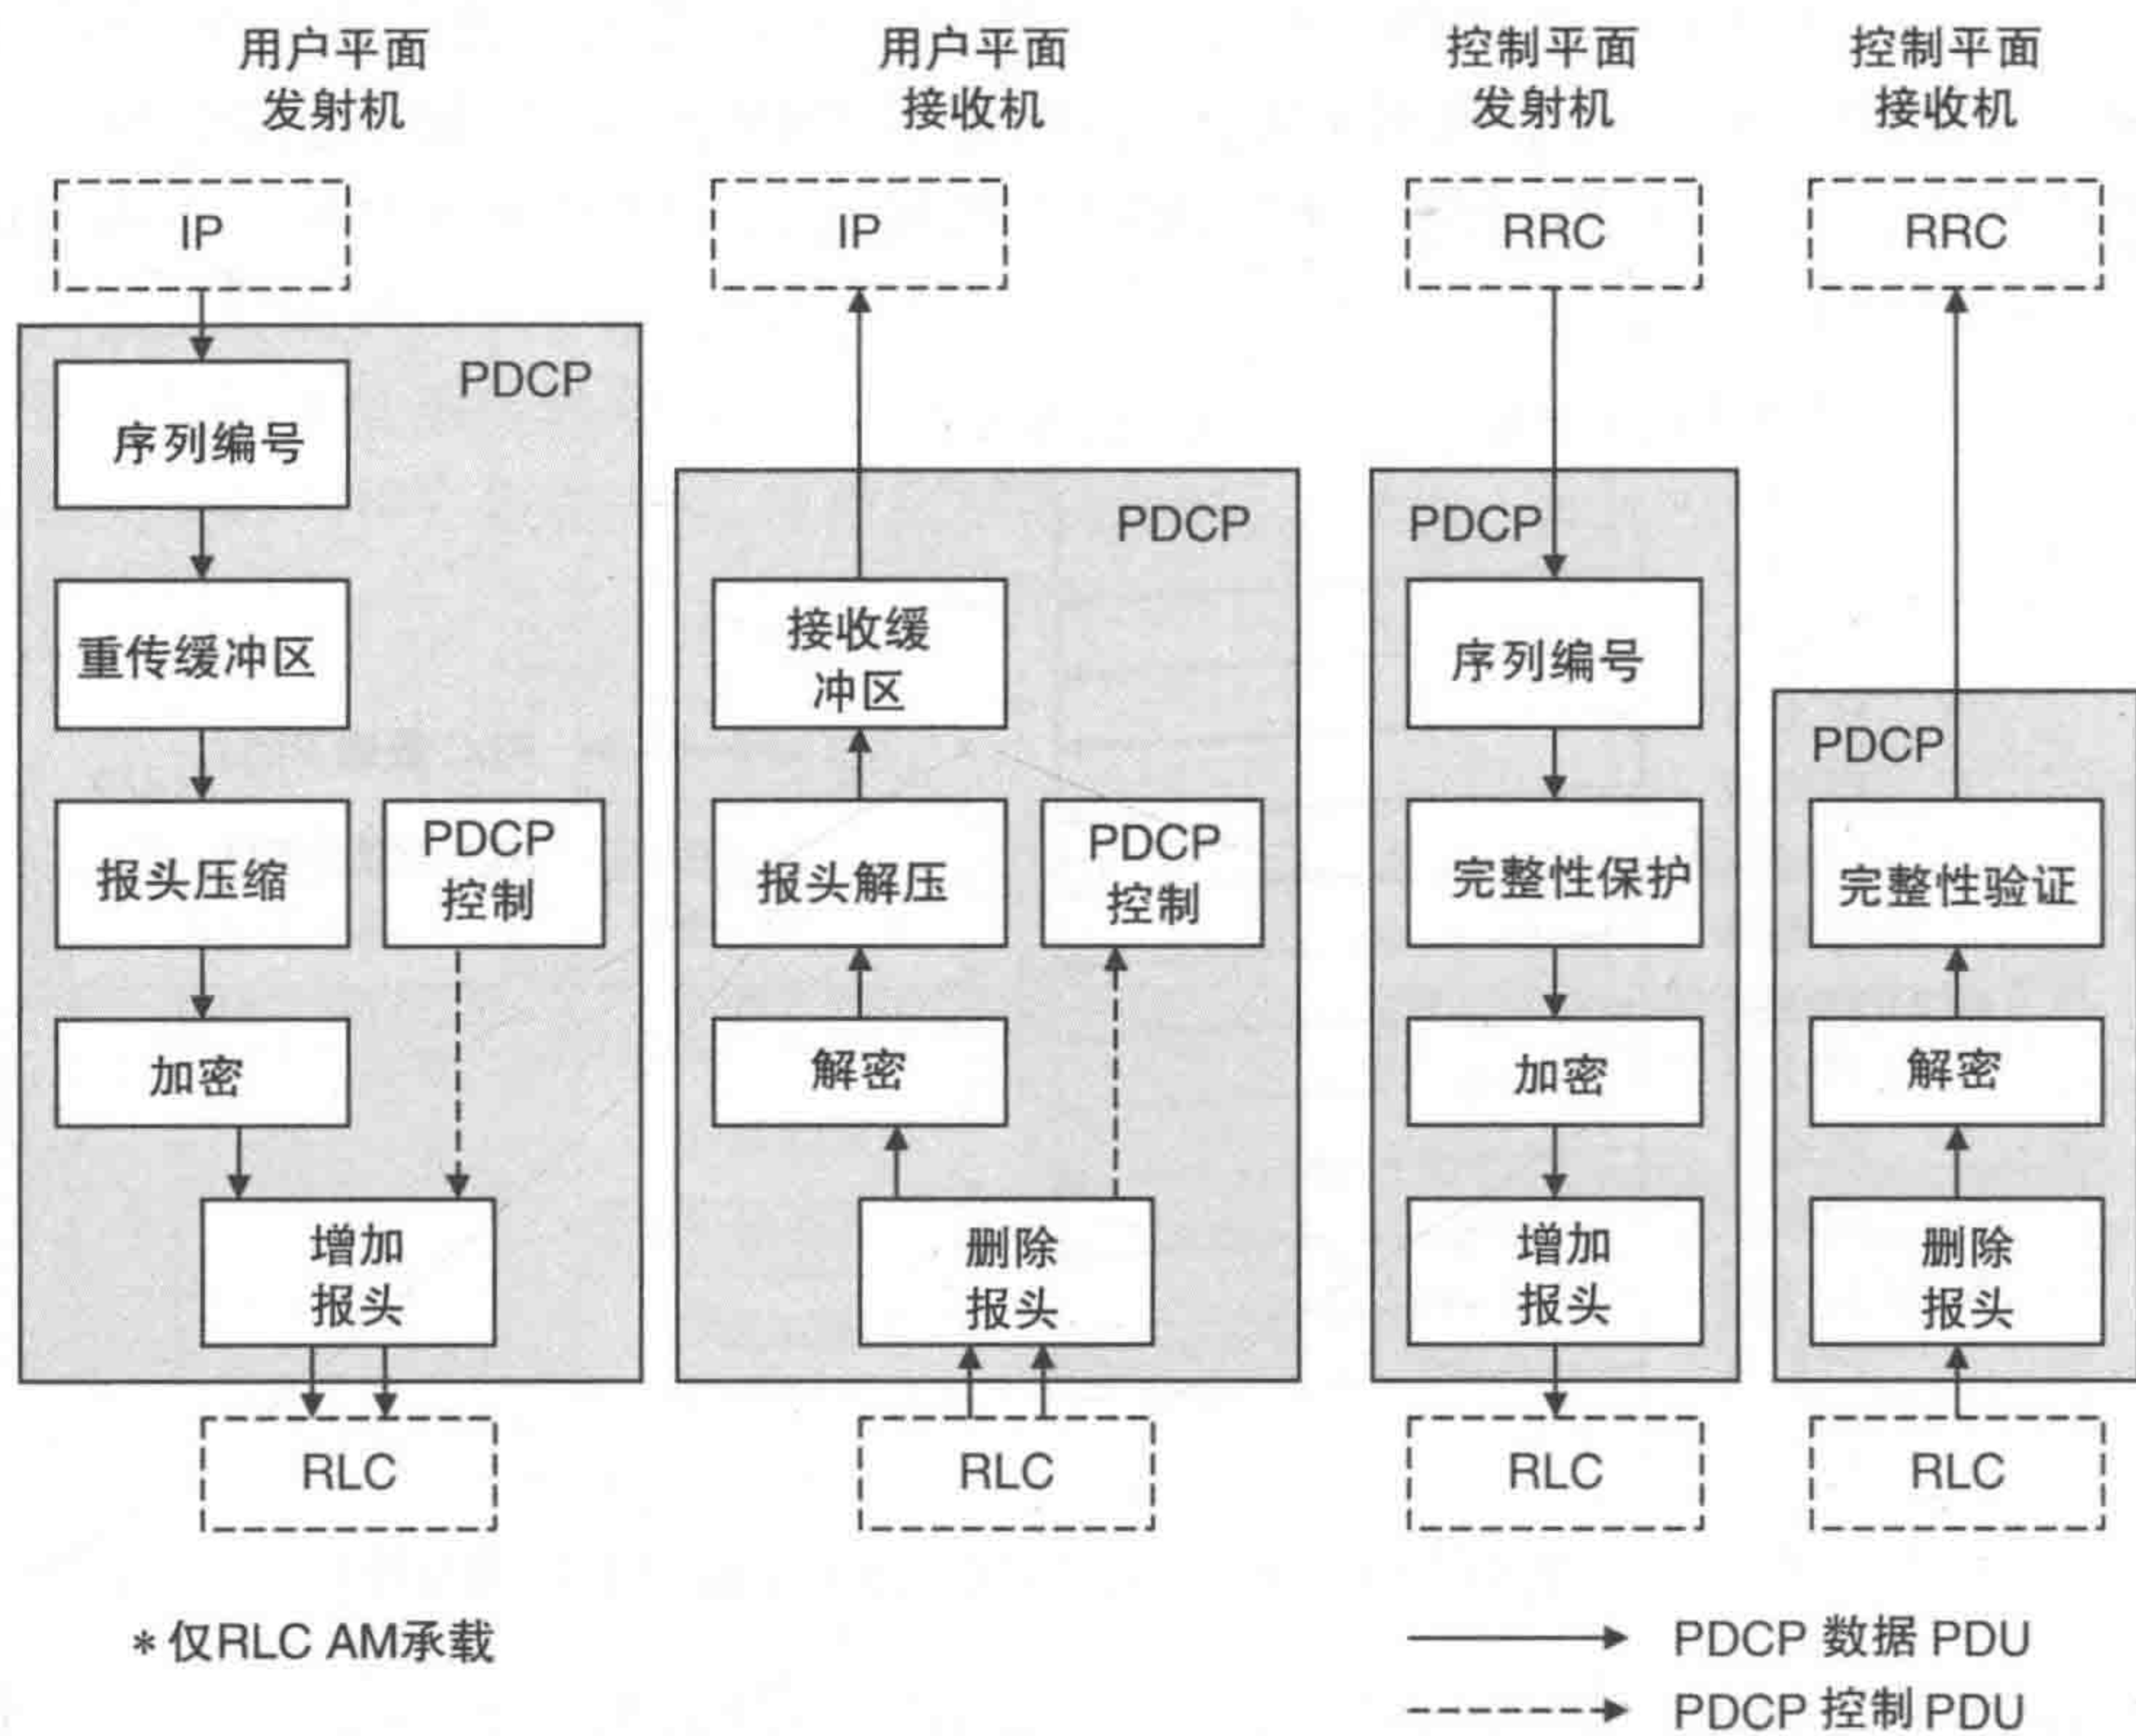 用户平面
发射机
用户平面
接收机
控制平面
发射机
控制平面
接收机
IP
IP
RRC
RRC
PDCP
序列编号
重传缓冲区
报头压缩
PDCP
控制
加密
增加
报头
RLC
PDCP
接收缓
冲区
报头解压
PDCP
控制
解密
删除
报头
RLC
PDCP
序列编号
完整性保护
加密
增加
报头
RLC
PDCP
完整性验证
解密
删除
报头
RLC
*仅RLC AM承载
PDCP 数据 PDU
PDCP 控制 PDU